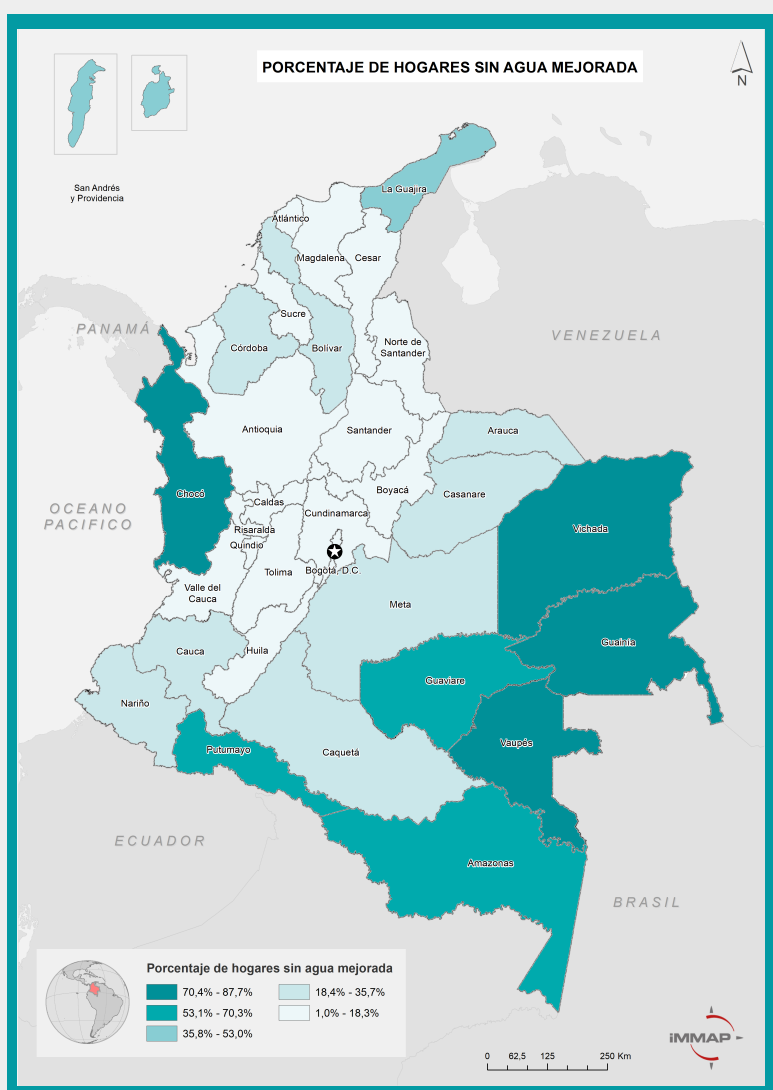 PORCENTAJE DE HOGARES SIN AGUA MEJORADA
N
San Andrés
y Providencia
La Guajira
Atlántico
Magdalena
Cesar
Sucre
PANAMÁ
VENEZUELA
Córdoba
Bolívar
Norte de
Santander
Antioquia
Santander
Arauca
Chocó
Boyacá
Casanare
OCEANO
PACIFICO
Caldas
Cundinamarca
Risaralda
Vichada
Quindio
Tolima
Bogotá, D.C.
Valle del
Cauca
Meta
Cauca
Huila
Guainía
Guaviare
Nariño
Putumayo
Caquetá
Vaupés
ECUADOR
Amazonas
BRASIL
Porcentaje de hogares sin agua mejorada
70,4% - 87,7%
18,4% - 35,7%
53,1% - 70,3%
1,0% - 18,3%
35,8% - 53,0%
iMMAP
0 62,5 125 250 Km